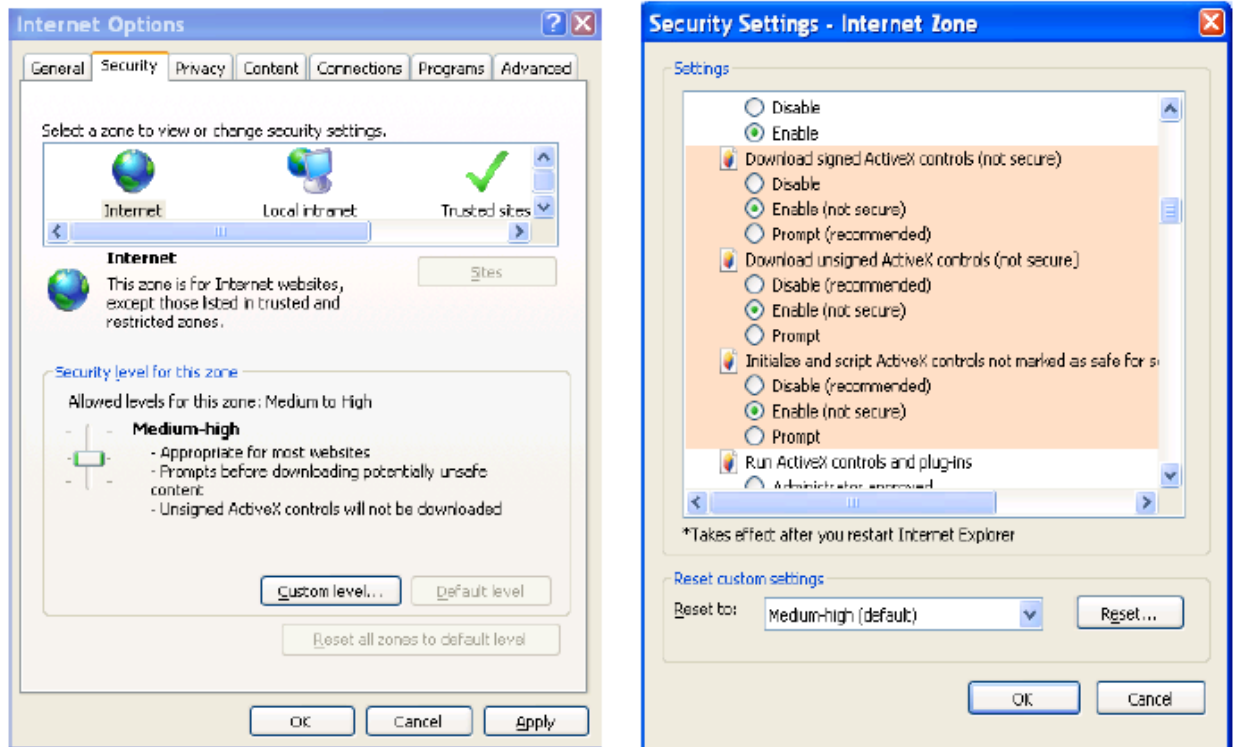 Internet Options
General Security Privacy Content Connections Programs Advanced
Select a zone to view or change security settings.
Internet Local intranet Trusted sites
Internet
This zone is for Internet websites,
except those listed in trusted and
restricted zones.
Sites
Security level for this zone
Allowed levels for this zone: Medium to High
Medium-high
- Appropriate for most websites
- Prompts before downloading potentially unsafe
content
- Unsigned ActiveX controls will not be downloaded
Custom level... Default level
Reset all zones to default level
OK Cancel Apply
Security Settings - Internet Zone
Settings
Disable
Enable
Download signed ActiveX controls (not secure)
Disable
Enable (not secure)
Prompt (recommended)
Download unsigned ActiveX controls (not secure)
Disable (recommended)
Enable (not secure)
Prompt
Initialize and script ActiveX controls not marked as safe for
Disable (recommended)
Enable (not secure)
Prompt
Run ActiveX controls and plug-ins
Administrator approved
*Takes effect after you restart Internet Explorer
Reset custom settings
Reset to: Medium-high (default) Reset...
OK Cancel